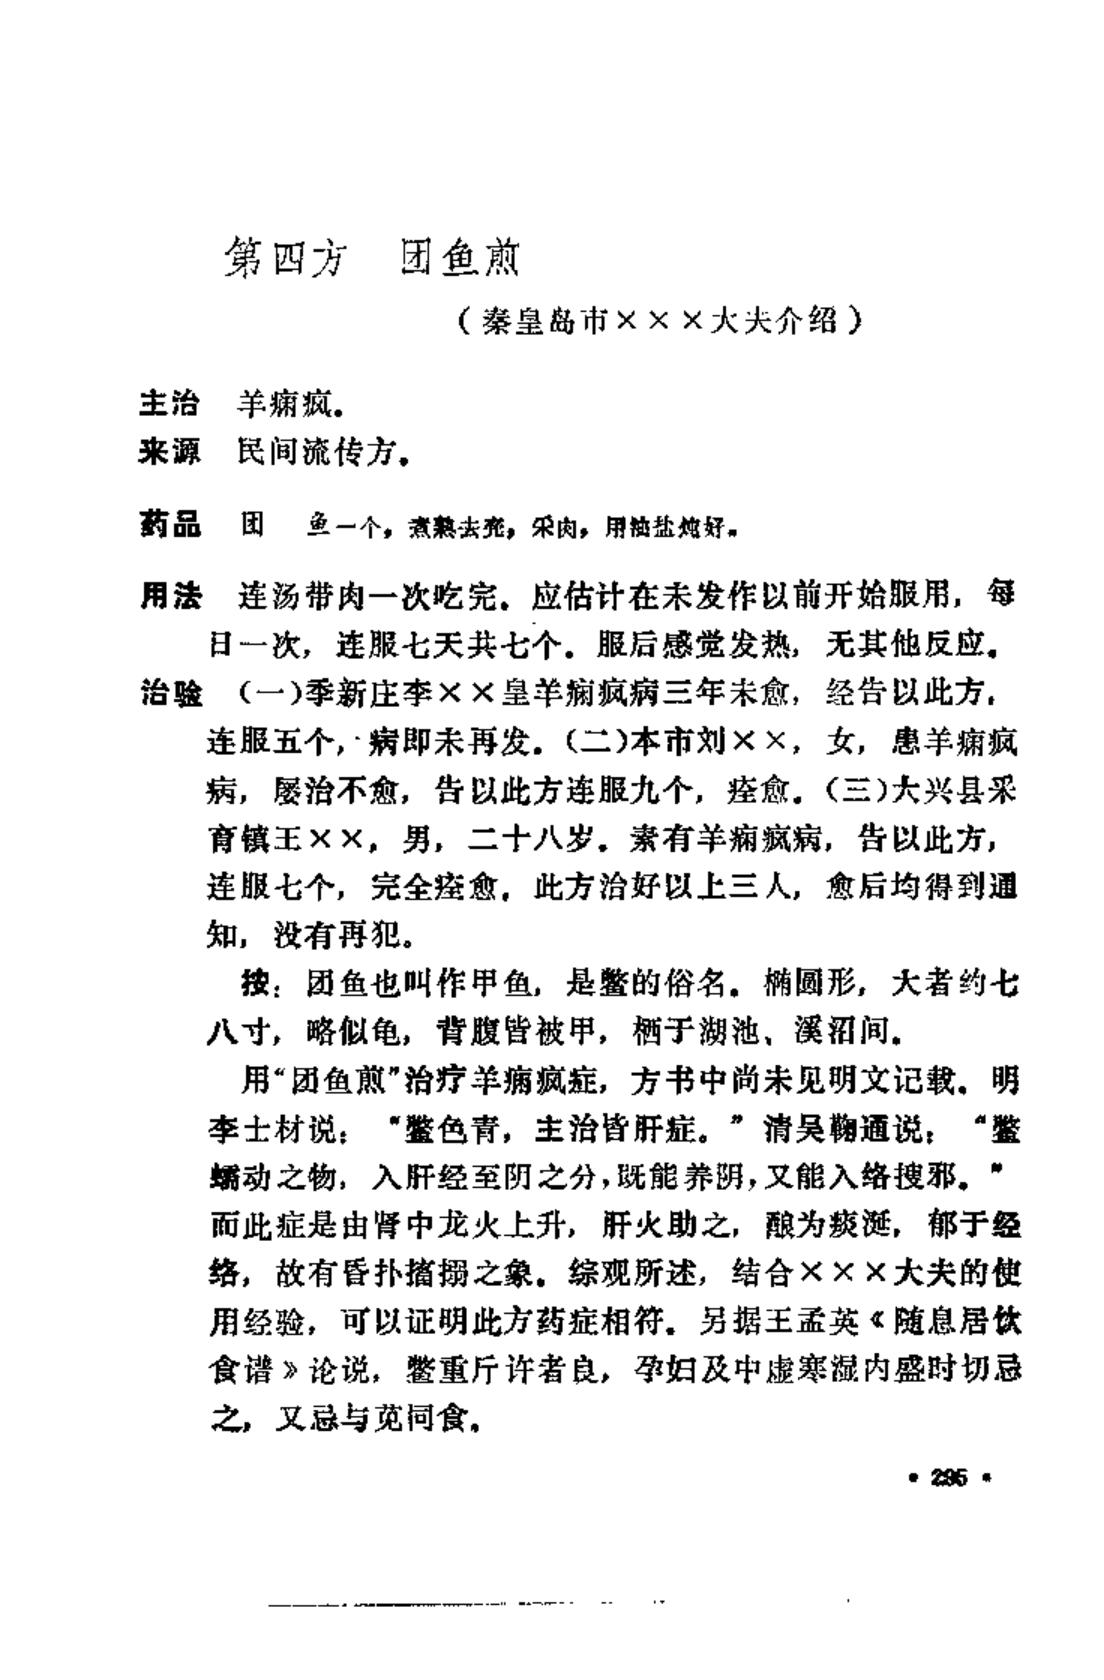 第四方　团鱼煎
（秦皇岛市×××大夫介绍）
主治　羊痫疯。
来源　民间流传方。
药品　团　鱼一个，煮熟去壳，采肉，用油盐炖好。
用法　连汤带肉一次吃完。应估计在未发作以前开始服用，每
日一次，连服七天共七个。服后感觉发热，无其他反应。
治验　（一）季新庄李××皇羊痫疯病三年未愈，经告以此方，
连服五个，病即未再发。（二）本市刘××，女，患羊痫疯
病，屡治不愈，告以此方连服九个，痊愈。（三）大兴县采
育镇王××，男，二十八岁。素有羊痫疯病，告以此方，
连服七个，完全痊愈。此方治好以上三人，愈后均得到通
知，没有再犯。
按：团鱼也叫作甲鱼，是鳖的俗名。椭圆形，大者约七
八寸，略似龟，背腹皆被甲，栖于湖池、溪沼间。
用“团鱼煎”治疗羊痫疯症，方书中尚未见明文记载。明
李士材说：“鳖色青，主治皆肝症。”清吴鞠通说：“鳖
蠕动之物，入肝经至阴之分，既能养阴，又能入络搜邪。”
而此症是由肾中龙火上升，肝火助之，酿为痰涎，郁于经
络，故有昏扑搐搦之象。综观所述，结合×××大夫的使
用经验，可以证明此方药症相符。另据王孟英《随息居饮
食谱》论说，鳖重斤许者良，孕妇及中虚寒湿内盛时切忌
之，又忌与苋同食。
• 295 •